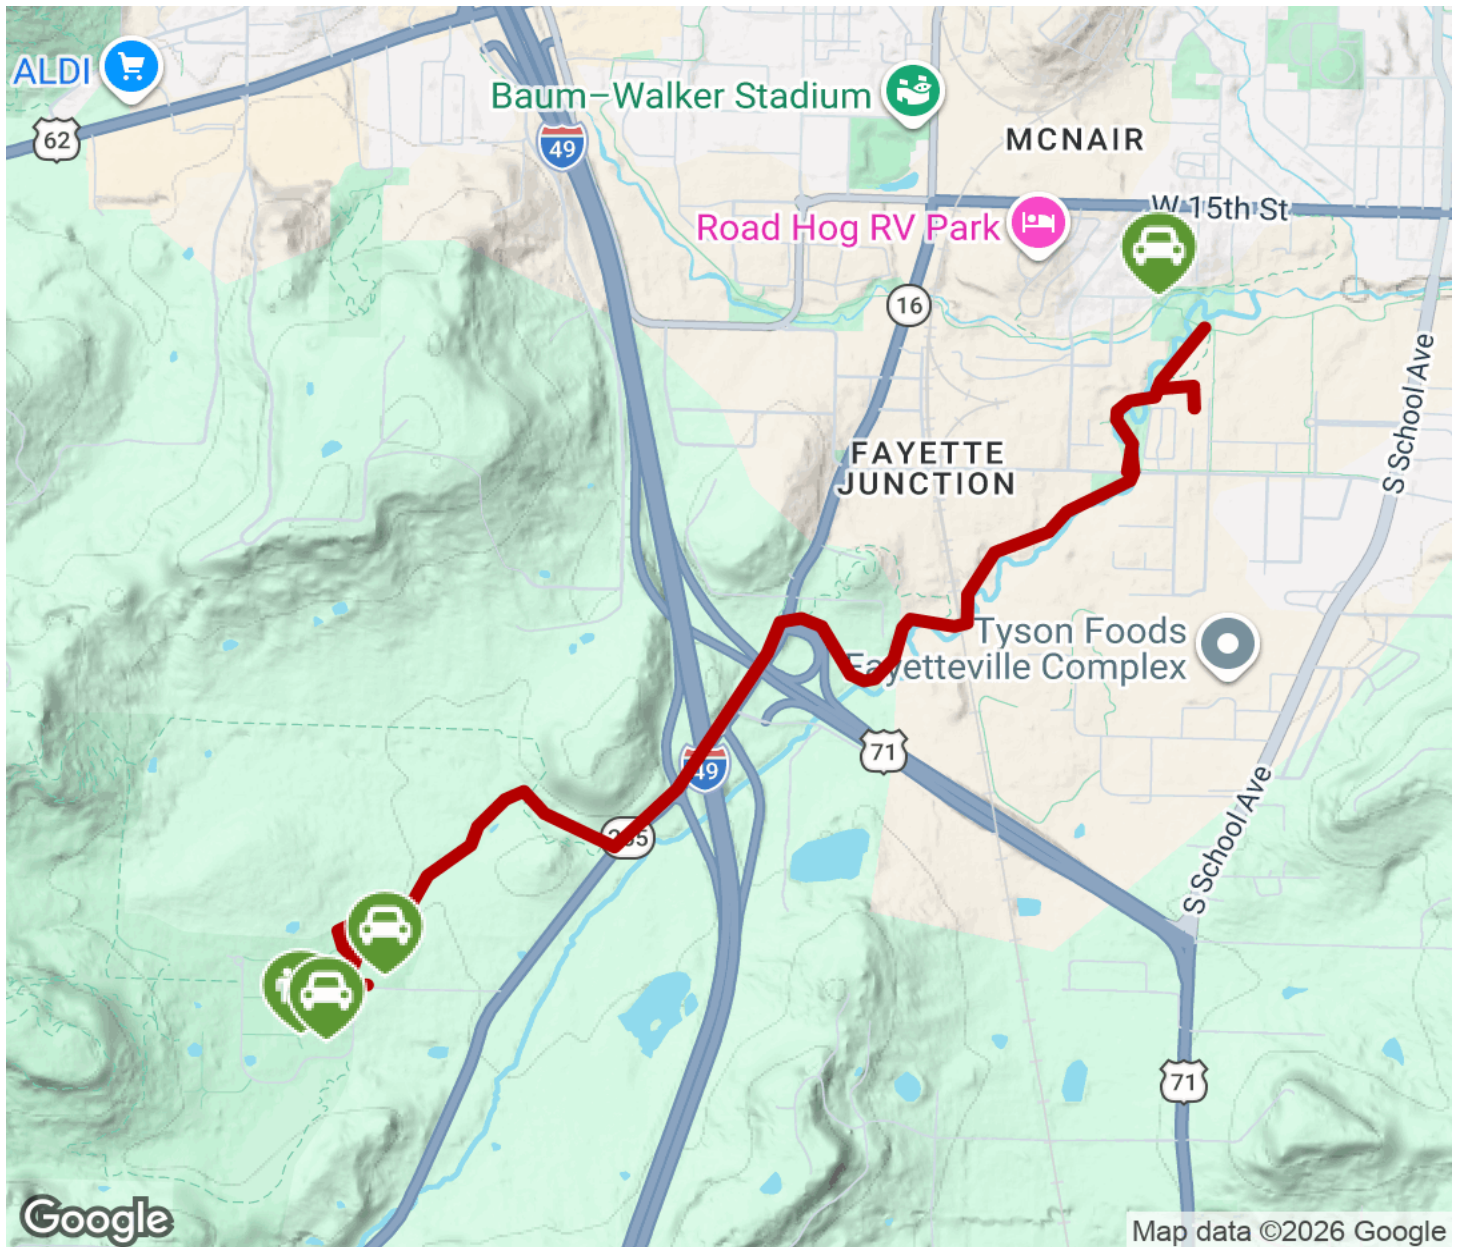 ALDI
62
49
Baum–Walker Stadium
MCNAIR
W 15th St
Road Hog RV Park
16
S School Ave
FAYETTE
JUNCTION
Tyson Foods
Fayetteville Complex
49
71
S School Ave
71
Google
Map data ©2026 Google